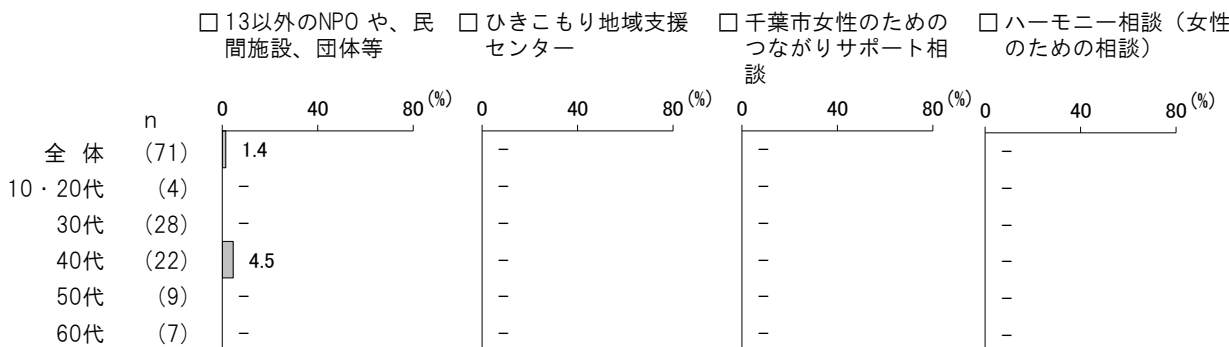 □ 13以外のNPO や、民間施設、団体等
□ ひきこもり地域支援センター
□ 千葉市女性のためのつながりサポート相談
□ ハーモニー相談（女性のための相談）
0 40 80 (%) 0 40 80 (%) 0 40 80 (%) 0 40 80 (%)
n
全 体 (71) 1.4 − − −
10・20代 (4) − − − −
30代 (28) − − − −
40代 (22) 4.5 − − −
50代 (9) − − − −
60代 (7) − − − −